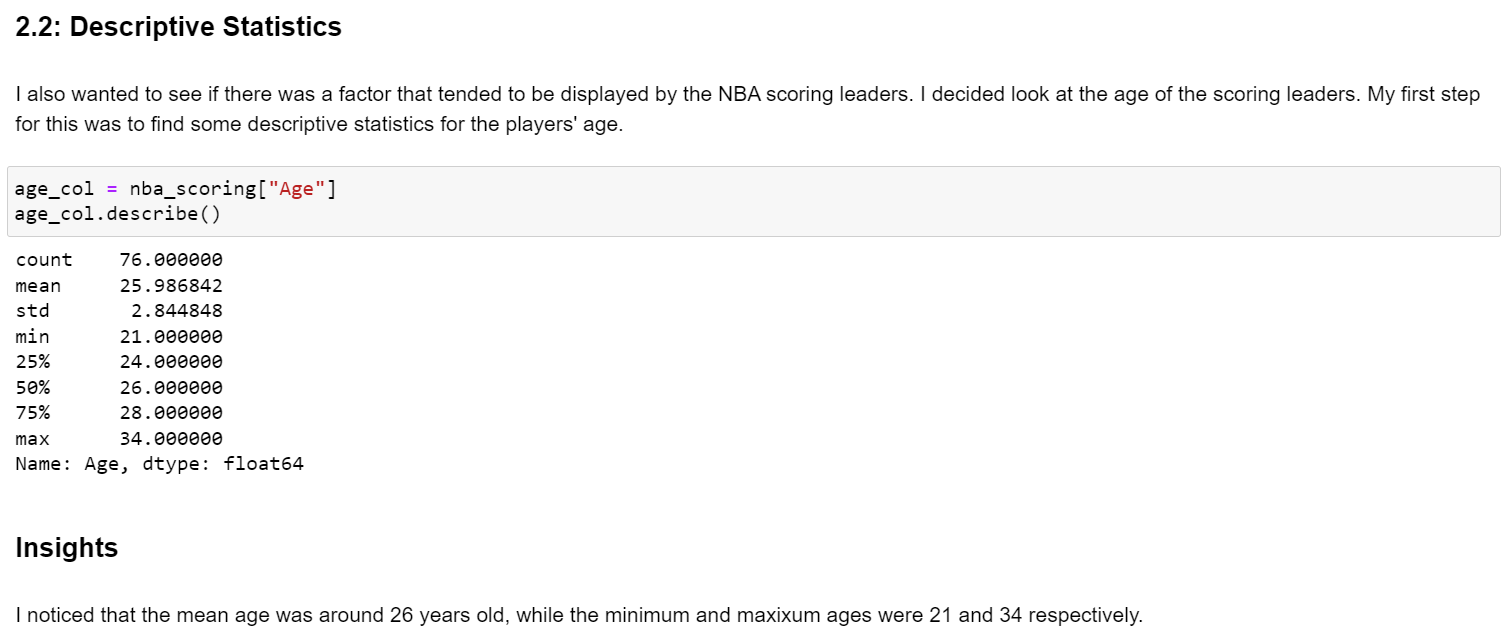 2.2: Descriptive Statistics
I also wanted to see if there was a factor that tended to be displayed by the NBA scoring leaders. I decided look at the age of the scoring leaders. My first step
for this was to find some descriptive statistics for the players' age.
age_col = nba_scoring["Age"]
age_col.describe()
count 76.000000
mean 25.986842
std 2.844848
min 21.000000
25% 24.000000
50% 26.000000
75% 28.000000
max 34.000000
Name: Age, dtype: float64
Insights
I noticed that the mean age was around 26 years old, while the minimum and maxixum ages were 21 and 34 respectively.